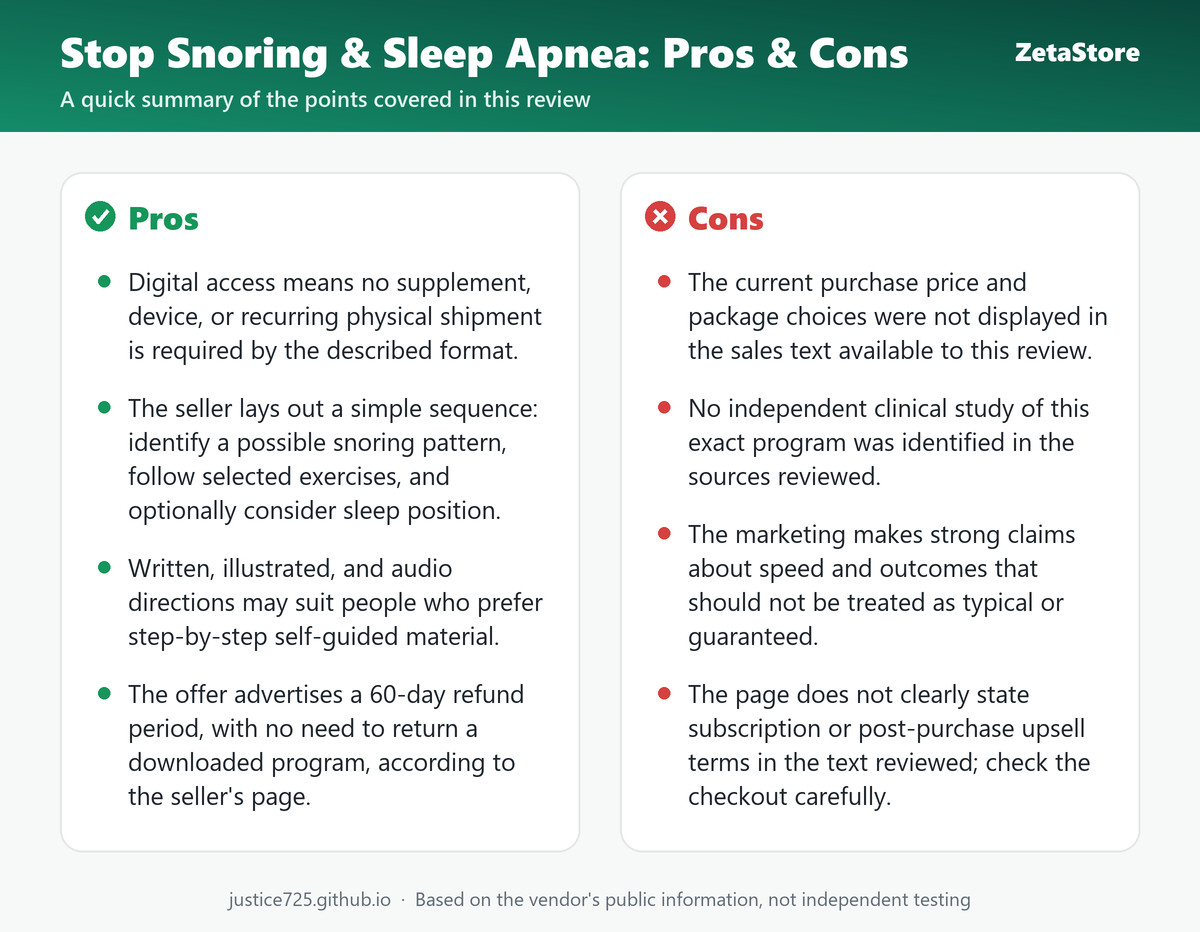 Stop Snoring & Sleep Apnea: Pros & Cons
ZetaStore
A quick summary of the points covered in this review
Pros
Digital access means no supplement,
device, or recurring physical shipment
is required by the described format.
The seller lays out a simple sequence:
identify a possible snoring pattern,
follow selected exercises, and
optionally consider sleep position.
Written, illustrated, and audio
directions may suit people who prefer
step-by-step self-guided material.
The offer advertises a 60-day refund
period, with no need to return a
downloaded program, according to
the seller's page.
Cons
The current purchase price and
package choices were not displayed in
the sales text available to this review.
No independent clinical study of this
exact program was identified in the
sources reviewed.
The marketing makes strong claims
about speed and outcomes that
should not be treated as typical or
guaranteed.
The page does not clearly state
subscription or post-purchase upsell
terms in the text reviewed; check the
checkout carefully.
justice725.github.io · Based on the vendor's public information, not independent testing